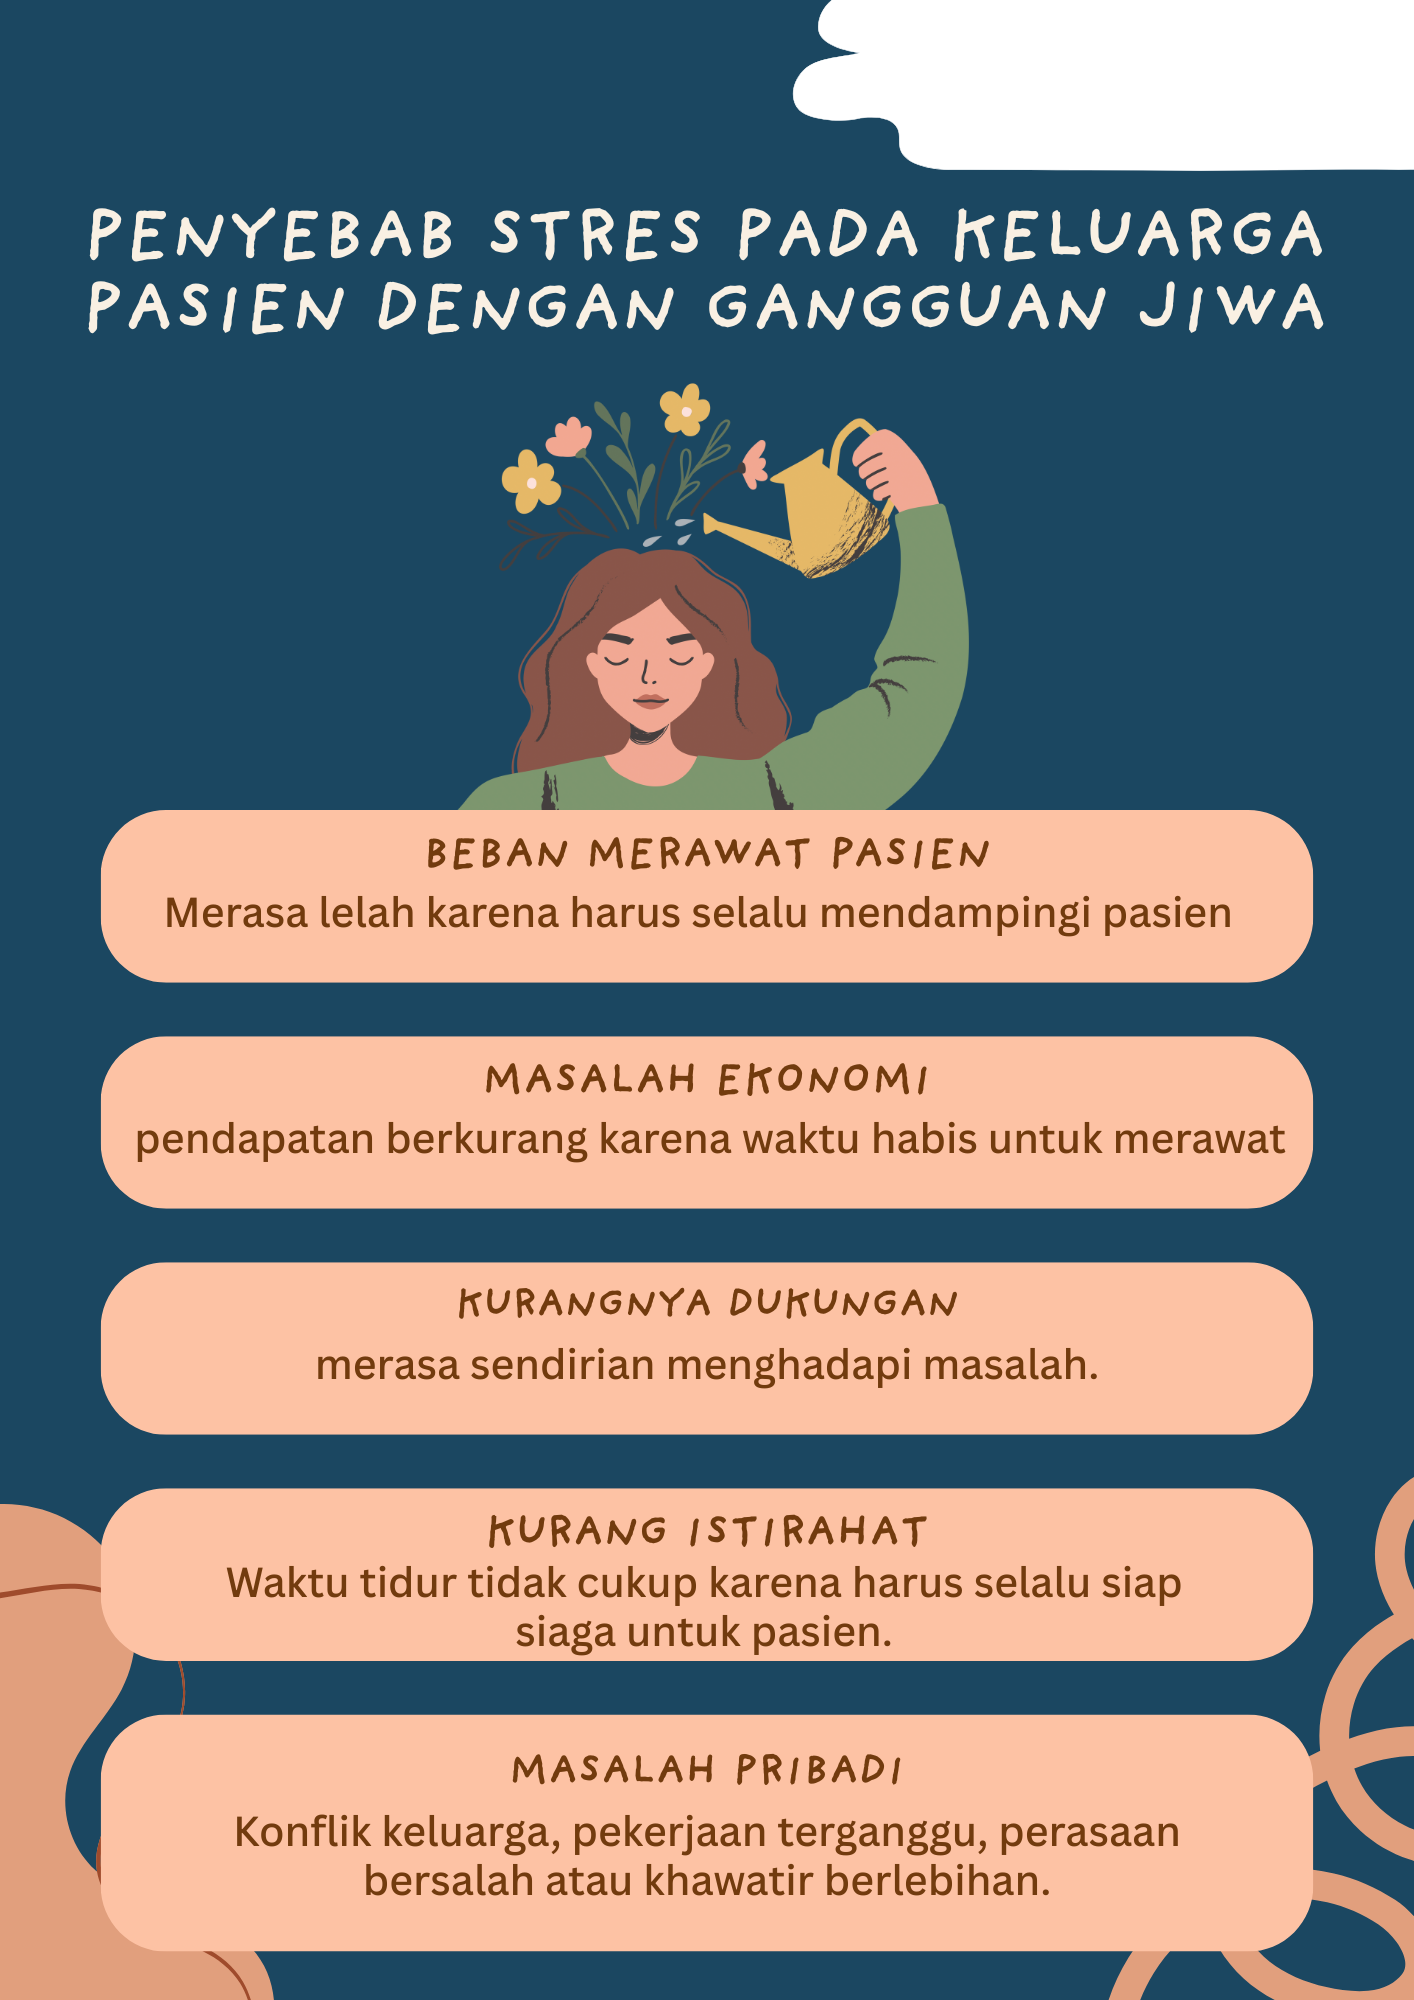 PENYEBAB STRES PADA KELUARGA
PASIEN DENGAN GANGGUAN JIWA
BEBAN MERAWAT PASIEN
Merasa lelah karena harus selalu mendampingi pasien
MASALAH EKONOMI
pendapatan berkurang karena waktu habis untuk merawat
KURANGNYA DUKUNGAN
merasa sendirian menghadapi masalah.
KURANG ISTIRAHAT
Waktu tidur tidak cukup karena harus selalu siap
siaga untuk pasien.
MASALAH PRIBADI
Konflik keluarga, pekerjaan terganggu, perasaan
bersalah atau khawatir berlebihan.